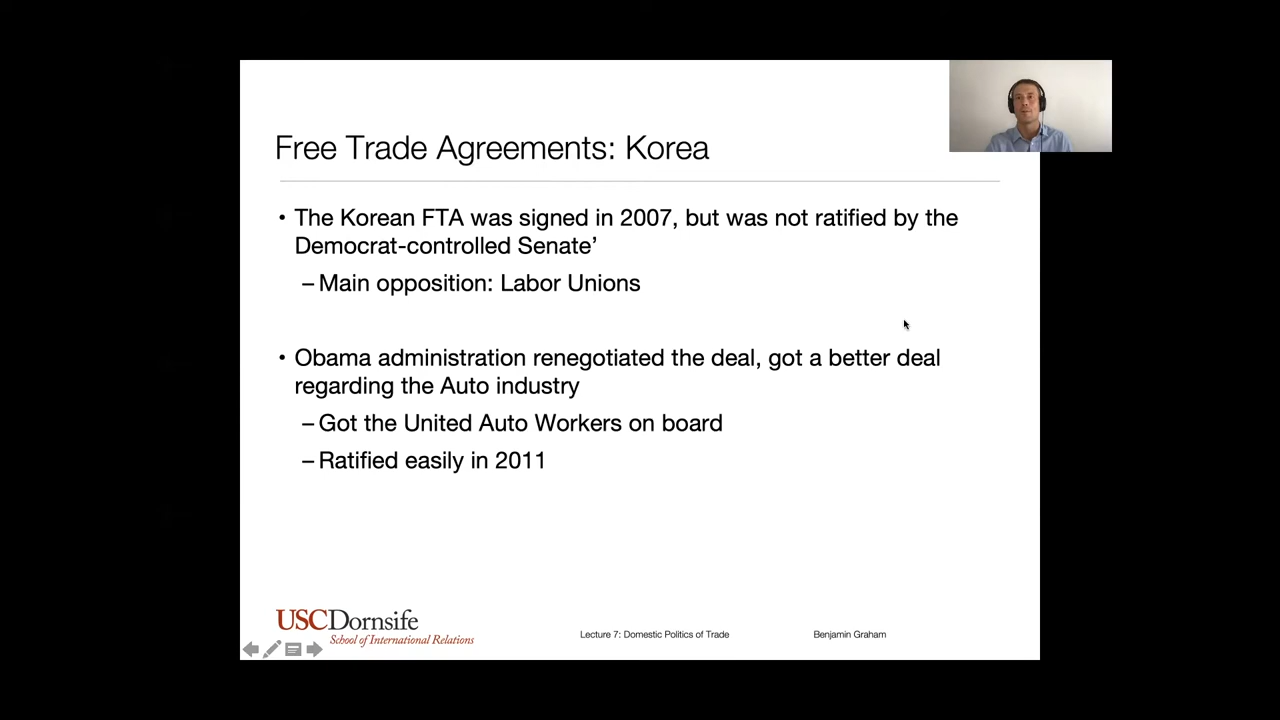 Free Trade Agreements: Korea
• The Korean FTA was signed in 2007, but was not ratified by the
Democrat-controlled Senate’
– Main opposition: Labor Unions
• Obama administration renegotiated the deal, got a better deal
regarding the Auto industry
– Got the United Auto Workers on board
– Ratified easily in 2011
USCDornsife
School of International Relations
Lecture 7: Domestic Politics of Trade
Benjamin Graham